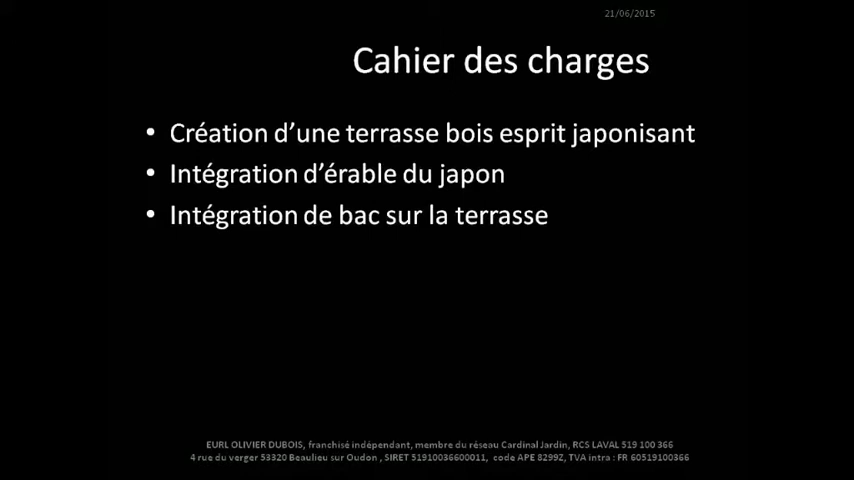 21/06/2015
Cahier des charges
• Création d’une terrasse bois esprit japonisant
• Intégration d’érable du japon
• Intégration de bac sur la terrasse
EURL OLIVIER DUBOIS, franchisé indépendant, membre du réseau Cardinal Jardin, RCS LAVAL 519 100 366
4 rue du verger 53320 Beaulieu sur Oudon , SIRET 51910036600011, code APE 8299Z, TVA intra : FR 60519100366